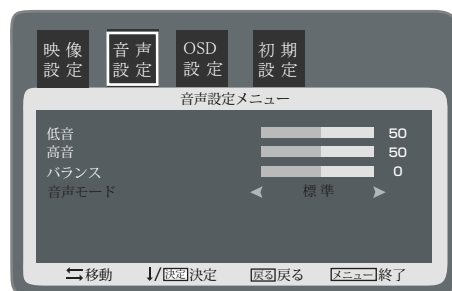 映像 音声 OSD 初期
設定 設定 設定 設定
音声設定メニュー
低音 50
高音 50
バランス 0
音声モード 標準
移動 /決定決定 戻る戻る メニュー終了